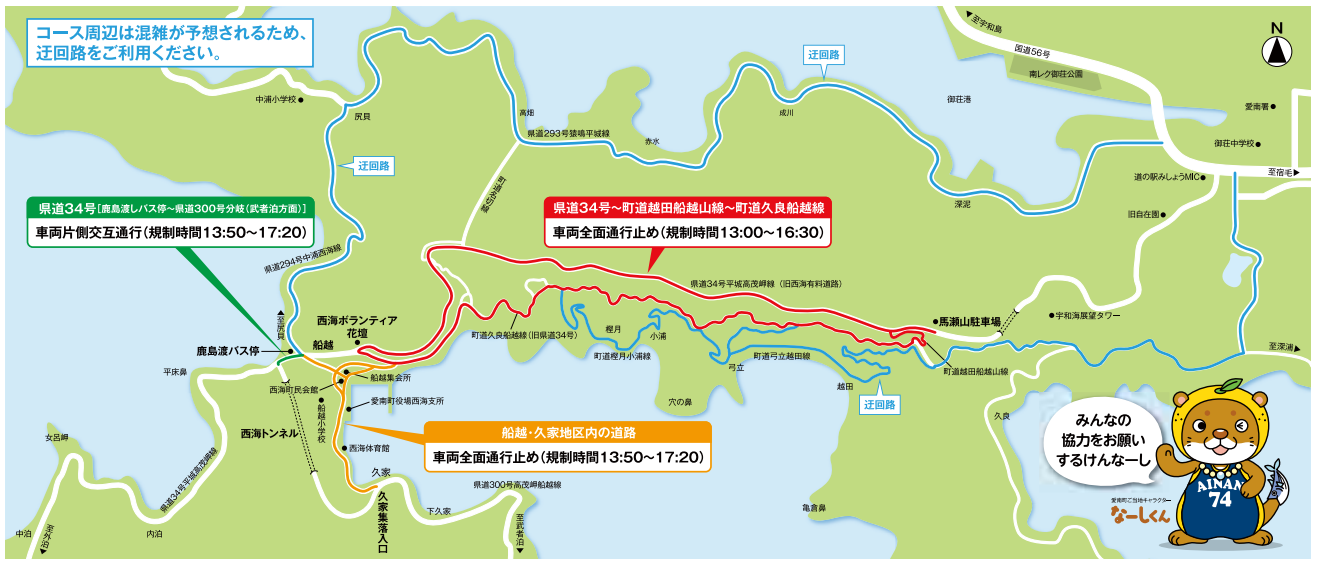 コース周辺は混雑が予想されるため、
迂回路をご利用ください。
N
▼至宇和島
国道56号
南レク御荘公園
中浦小学校
尻貝
高畑
迂回路
成川
御荘港
愛南署
県道293号猿鳴平城線
赤水
御荘中学校
迂回路
至宿毛▶
道の駅みしょうMIC
深泥
旧自在園
県道34号[鹿島渡しバス停〜県道300号分岐(武者泊方面)]
車両片側交互通行(規制時間13:50〜17:20)
県道34号〜町道越田船越山線〜町道久良船越線
車両全面通行止め(規制時間13:00〜16:30)
県道294号中浦西海線
県道34号平城高茂岬線(旧西海有料道路)
▲至尻貝
西海ボランティア
花壇
船越
鹿島渡バス停
町道久良船越線(旧県道34号)
樫月
小浦
町道樫月小浦線
弓立
町道弓立越田線
馬瀬山駐車場
宇和海展望タワー
至深浦▶
町道越田船越山線
平床鼻
船越集会所
西海町民会館
愛南町役場西海支所
船越小学校
越田
迂回路
穴の鼻
久良
西海トンネル
船越・久家地区内の道路
車両全面通行止め(規制時間13:50〜17:20)
女呂岬
西海体育館
県道34号平城高茂岬線
久家
県道300号高茂岬船越線
久家集落入口
下久家
至武者泊▼
亀倉鼻
中泊
至外泊▼
内泊
みんなの
協力をお願い
するけんなーし
AINAN
74
愛南町ご当地キャラクター
なーしくん